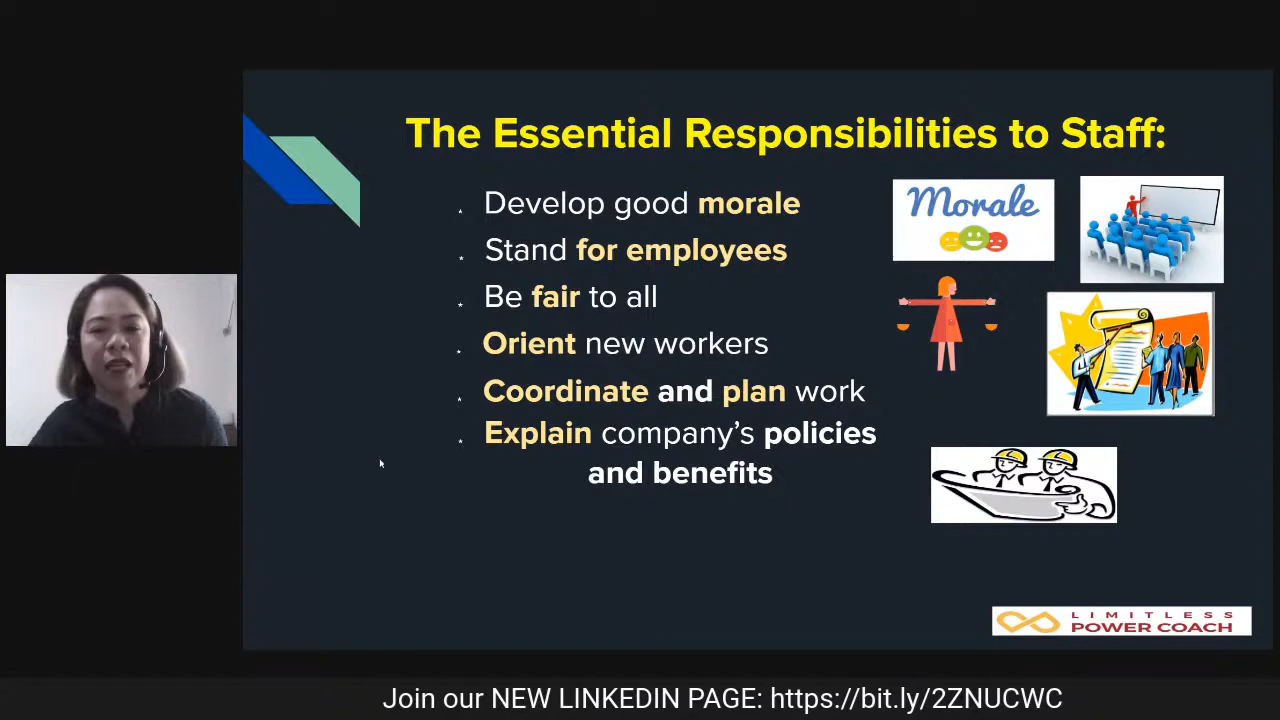 The Essential Responsibilities to Staff:
Develop good morale
Stand for employees
Be fair to all
Orient new workers
Coordinate and plan work
Explain company's policies
and benefits
Morale
LIMITLESS
POWER COACH
Join our NEW LINKEDIN PAGE: https://bit.ly/2ZNUCWC